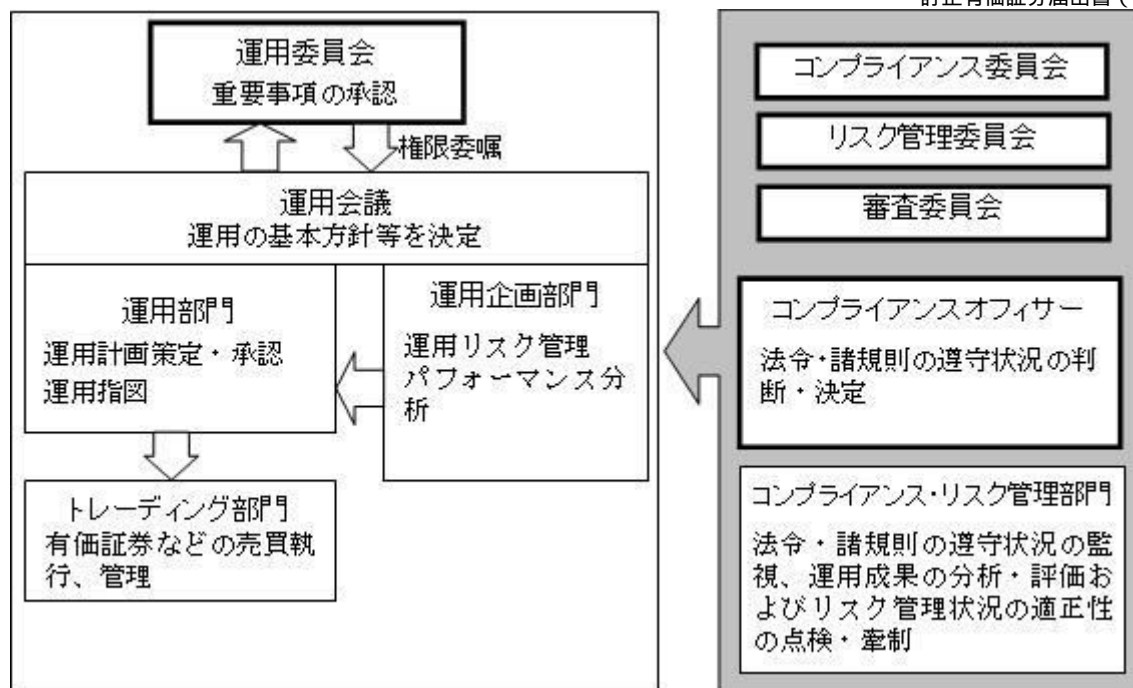 訂正有価証券届出書（
運用委員会
重要事項の承認
権限委嘱
運用会議
運用の基本方針等を決定
運用部門
運用計画策定・承認
運用指図
運用企画部門
運用リスク管理
パフォーマンス分
析
トレーディング部門
有価証券などの売買執
行、管理
コンプライアンス委員会
リスク管理委員会
審査委員会
コンプライアンスオフィサー
法令・諸規則の遵守状況の判
断・決定
コンプライアンス・リスク管理部門
法令・諸規則の遵守状況の監
視、運用成果の分析・評価お
よびリスク管理状況の適正性
の点検・牽制